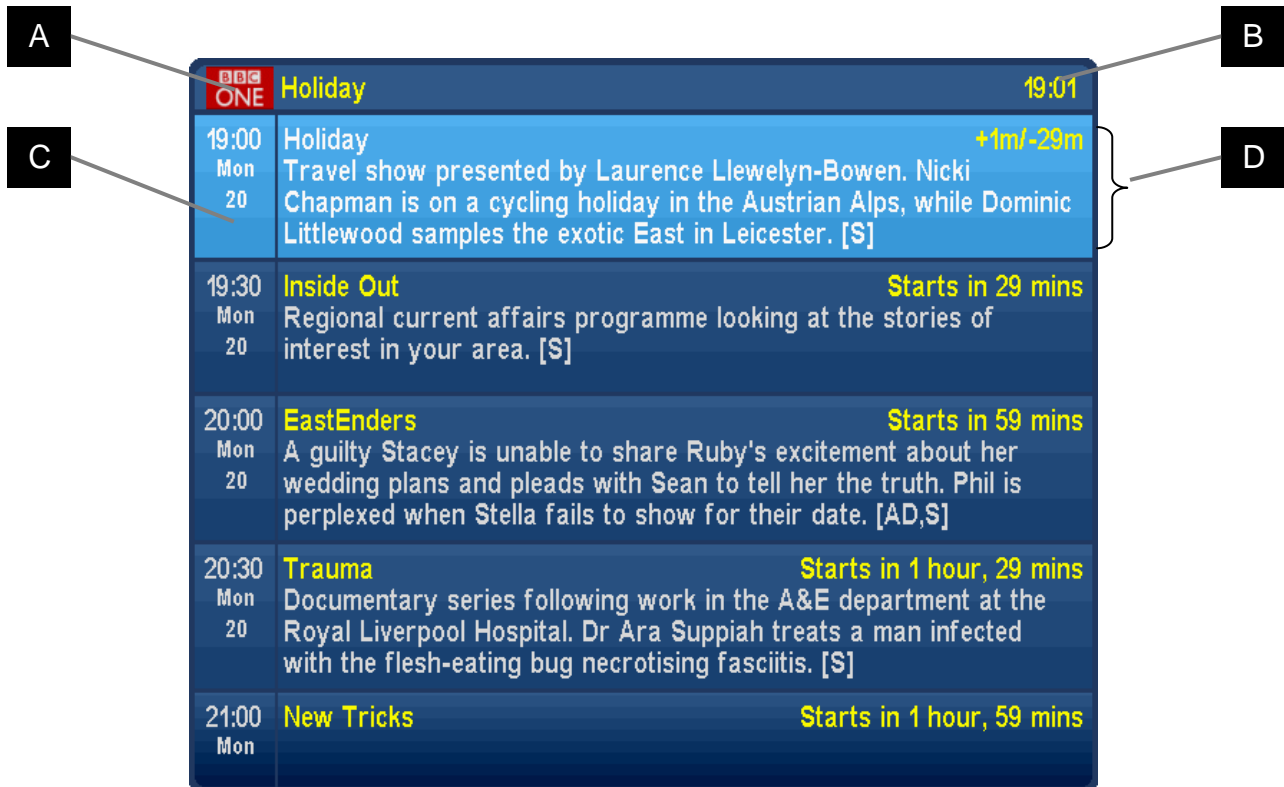 A
B
BBC
ONE
Holiday
19:01
C
D
19:00
Mon
20
Holiday
+1m/-29m
Travel show presented by Laurence Llewelyn-Bowen. Nicki
Chapman is on a cycling holiday in the Austrian Alps, while Dominic
Littlewood samples the exotic East in Leicester. [S]
19:30
Mon
20
Inside Out
Starts in 29 mins
Regional current affairs programme looking at the stories of
interest in your area. [S]
20:00
Mon
20
EastEnders
Starts in 59 mins
A guilty Stacey is unable to share Ruby's excitement about her
wedding plans and pleads with Sean to tell her the truth. Phil is
perplexed when Stella fails to show for their date. [AD,S]
20:30
Mon
20
Trauma
Starts in 1 hour, 29 mins
Documentary series following work in the A&E department at the
Royal Liverpool Hospital. Dr Ara Suppiah treats a man infected
with the flesh-eating bug necrotising fasciitis. [S]
21:00
Mon
New Tricks
Starts in 1 hour, 59 mins